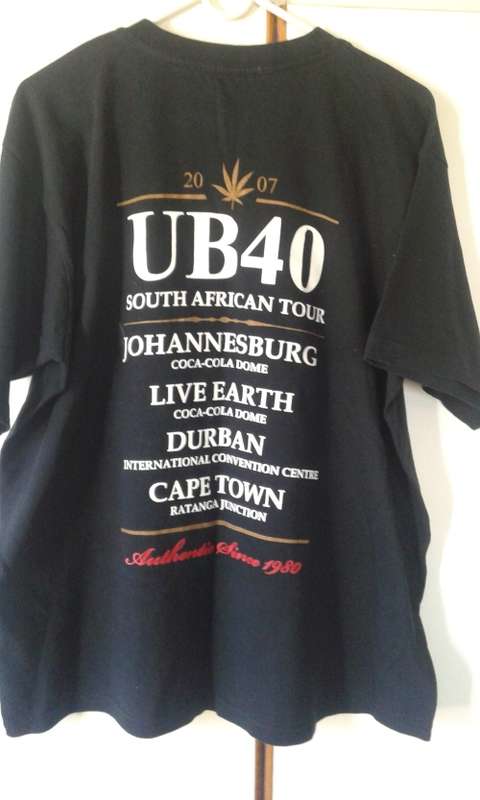 20 07
UB40
SOUTH AFRICAN TOUR
JOHANNESBURG
COCA-COLA DOME
LIVE EARTH
COCA-COLA DOME
DURBAN
INTERNATIONAL CONVENTION CENTRE
CAPE TOWN
RATANGA JUNCTION
Authentic Since 1980